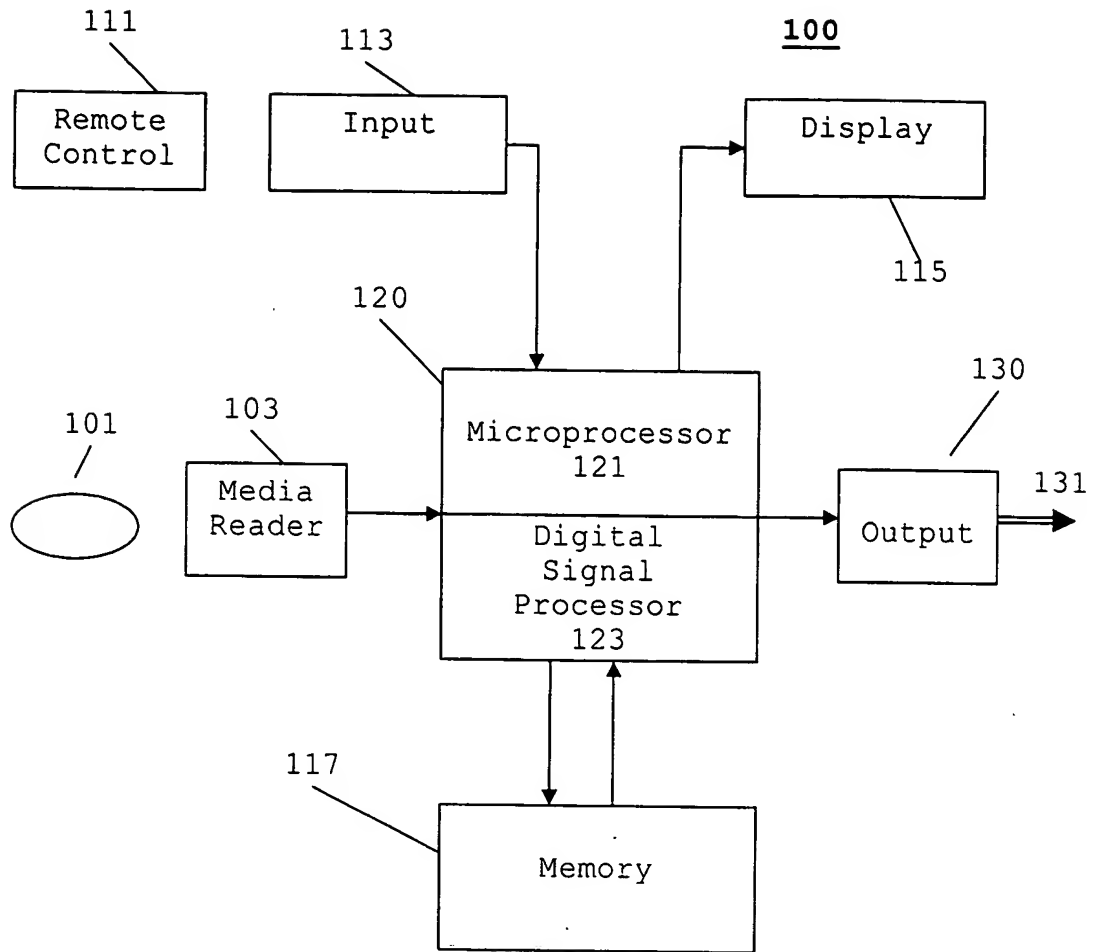 111
113
100
Remote
Control
Input
Display
115
120
130
101
103
131
Media
Reader
Microprocessor
121
Output
Digital
Signal
Processor
123
117
Memory